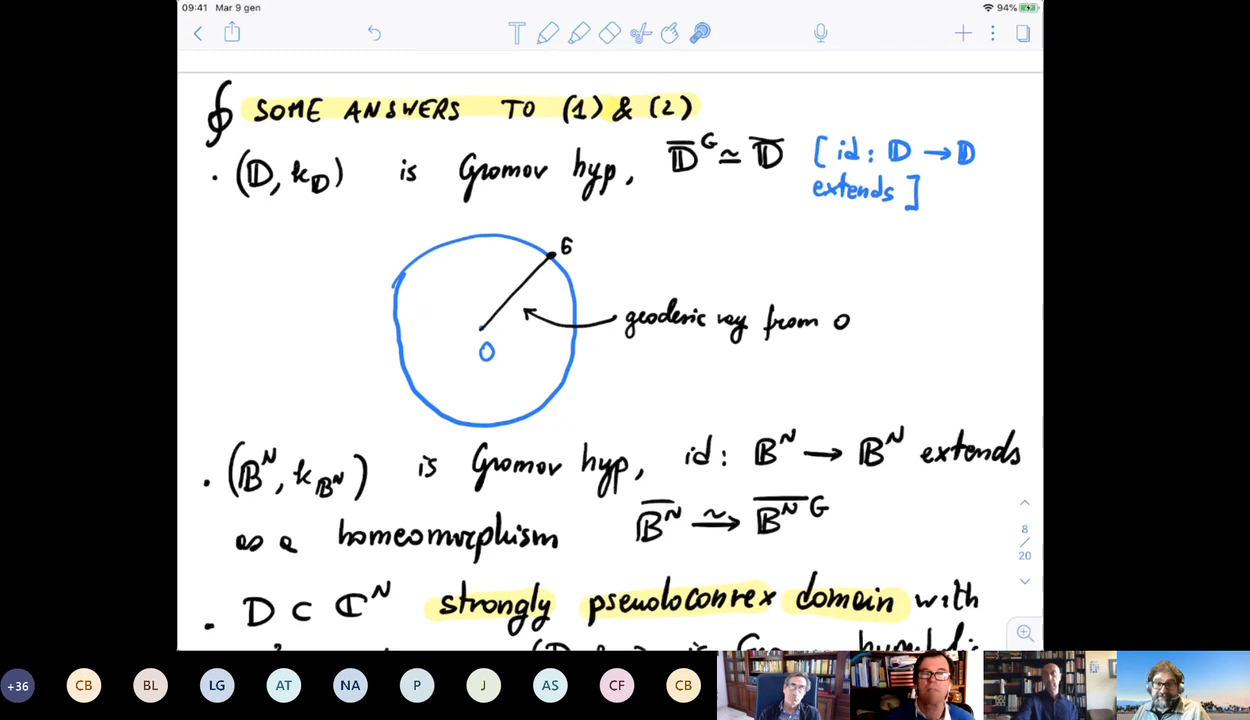 09:41 Mar 9 gen 94%
∮ SOME ANSWERS TO (1) & (2)
· (𝔻, k_𝔻) is Gromov hyp, 𝔻̅^G ≃ 𝔻̅ [id: 𝔻 → 𝔻
extends]
6
geodesic ray from 0
0
· (𝔹^N, k_𝔹^N) is Gromov hyp, id: 𝔹^N → 𝔹^N extends
as a homeomorphism 𝔹̅^N ⥲ 𝔹̅^N̅ ^G
8
/
20
· D ⊂ ℂ^N strongly pseudoconvex domain with
+36 CB BL LG AT NA P J AS CF CB